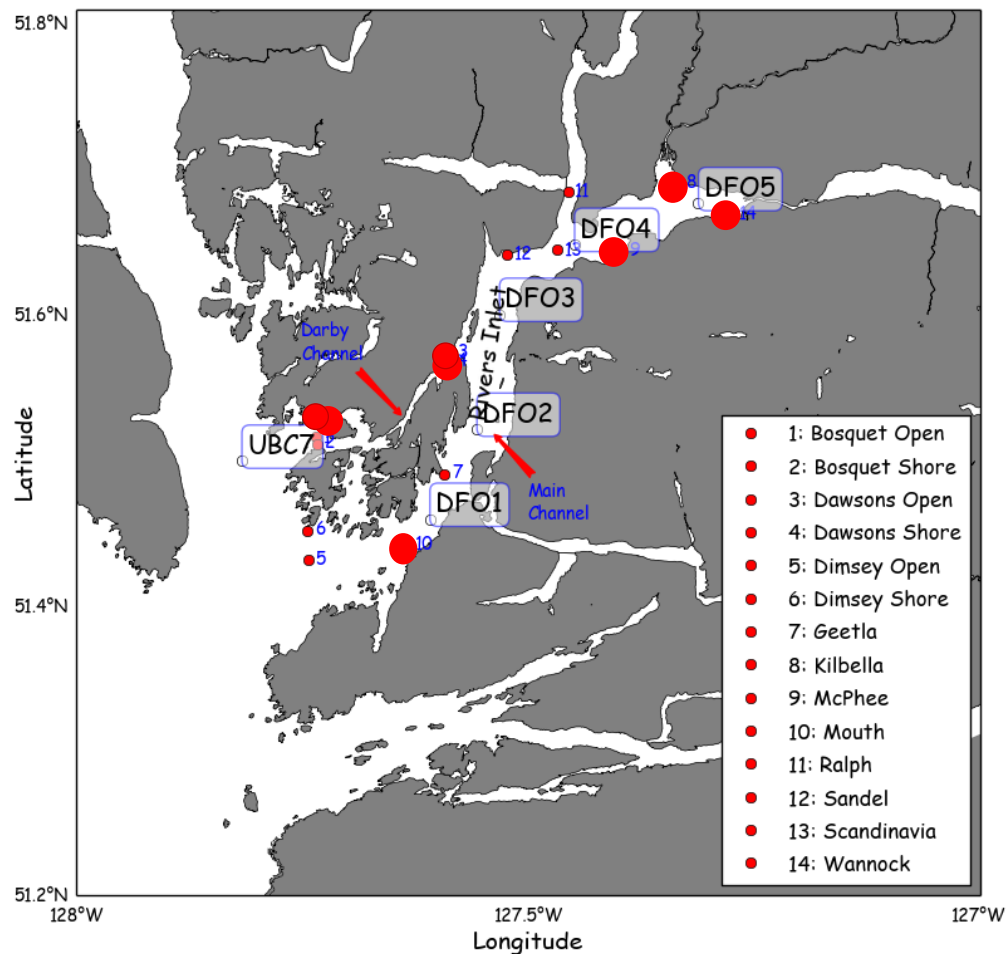 51.8°N
51.6°N
51.4°N
51.2°N
Latitude
128°W
127.5°W
127°W
Longitude
11
8
DFO5
14
DFO4
12
13
9
DFO3
Rivers Inlet
Darby
Channel
3
DFO2
UBC7
2
7
Main
Channel
DFO1
6
10
5
1: Bosquet Open
2: Bosquet Shore
3: Dawsons Open
4: Dawsons Shore
5: Dimsey Open
6: Dimsey Shore
7: Geetla
8: Kilbella
9: McPhee
10: Mouth
11: Ralph
12: Sandel
13: Scandinavia
14: Wannock